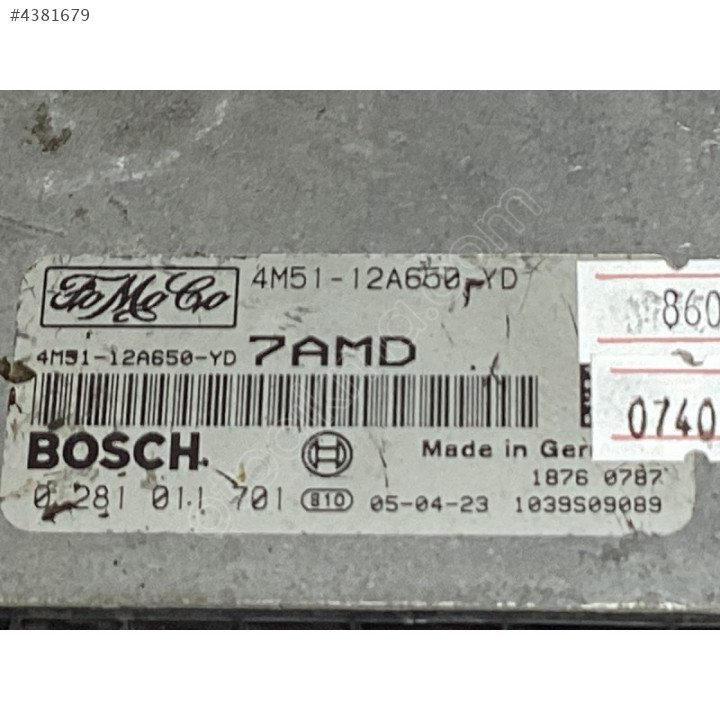 #4381679
FoMoCo
4M51-12A650-YD
4M51-12A650-YD 7AMD
860
0740
BOSCH
Made in Ger
1876 0787
0 281 011 701 810 05-04-23 1039S09089